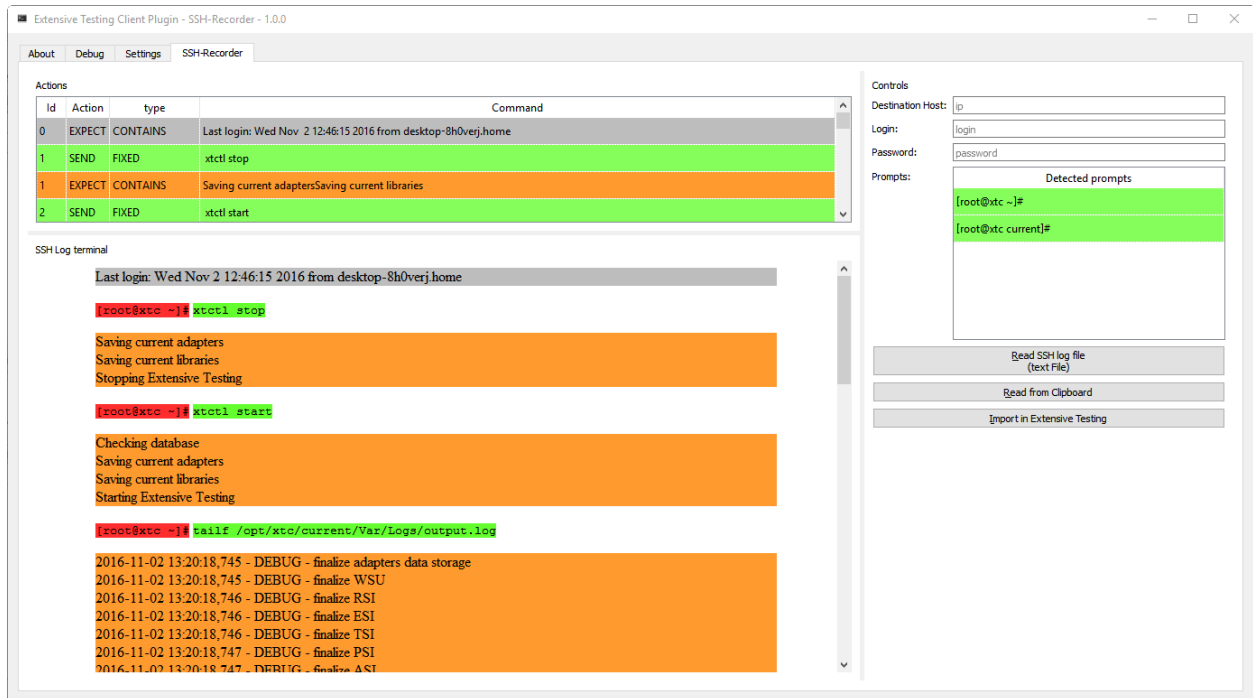 Extensive Testing Client Plugin - SSH-Recorder - 1.0.0
About Debug Settings SSH-Recorder
Actions
Id Action type Command
0 EXPECT CONTAINS Last login: Wed Nov 2 12:46:15 2016 from desktop-8h0verj.home
1 SEND FIXED xtctl stop
1 EXPECT CONTAINS Saving current adaptersSaving current libraries
2 SEND FIXED xtctl start
SSH Log terminal
Last login: Wed Nov 2 12:46:15 2016 from desktop-8h0verj.home
[root@xtc ~]# xtctl stop
Saving current adapters
Saving current libraries
Stopping Extensive Testing
[root@xtc ~]# xtctl start
Checking database
Saving current adapters
Saving current libraries
Starting Extensive Testing
[root@xtc ~]# tailf /opt/xtc/current/Var/Logs/output.log
2016-11-02 13:20:18,745 - DEBUG - finalize adapters data storage
2016-11-02 13:20:18,745 - DEBUG - finalize WSU
2016-11-02 13:20:18,746 - DEBUG - finalize RSI
2016-11-02 13:20:18,746 - DEBUG - finalize ESI
2016-11-02 13:20:18,746 - DEBUG - finalize TSI
2016-11-02 13:20:18,747 - DEBUG - finalize PSI
2016-11-02 13:20:18,747 - DEBUG - finalize ASI
Controls
Destination Host: ip
Login: login
Password: password
Prompts: Detected prompts
[root@xtc ~]#
[root@xtc current]#
Read SSH log file
(text File)
Read from Clipboard
Import in Extensive Testing